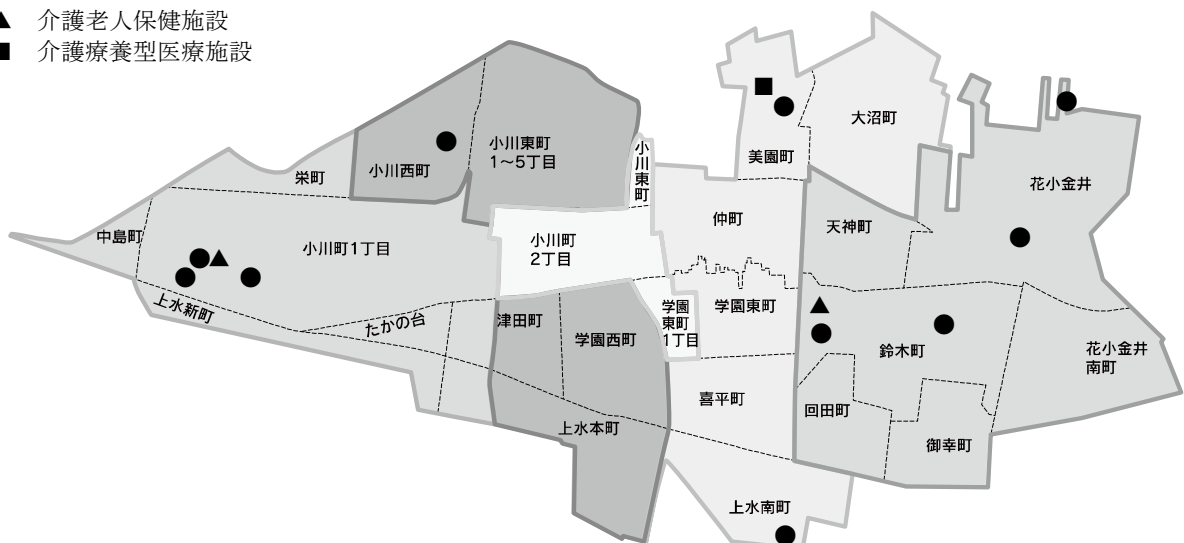 ▲ 介護老人保健施設
■ 介護療養型医療施設
小川東町
1～5丁目
小川西町
栄町
中島町
小川町1丁目
上水新町
たかの台
小川東町
小川町
2丁目
津田町
学園西町
上水本町
学園
東町
1丁目
美園町
大沼町
仲町
学園東町
喜平町
上水南町
天神町
花小金井
鈴木町
回田町
御幸町
花小金井
南町